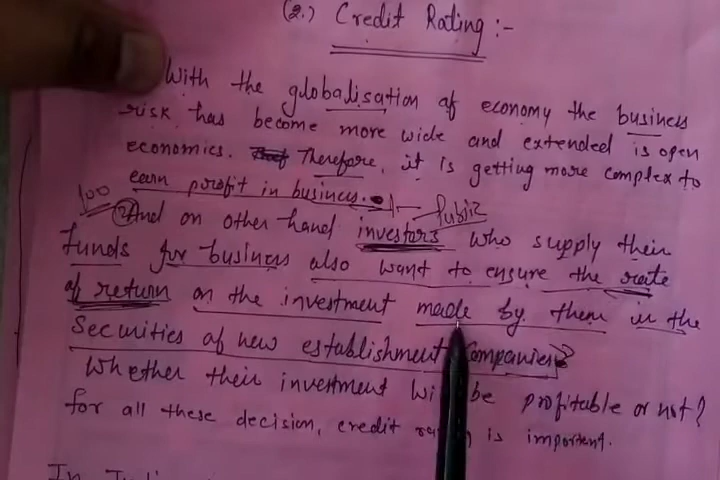 (2.) Credit Rating :-
With the globalisation of economy the business
risk has become more wide and extended is open
economics. Therefore, it is getting more complex to
earn profit in business.
100
Public
② And on other hand investors who supply their
funds for business also want to ensure the rate
of return on the investment made by them in the
Securities of new establishment Companies?
Whether their investment be profitable or not?
for all these decision, credit is important.